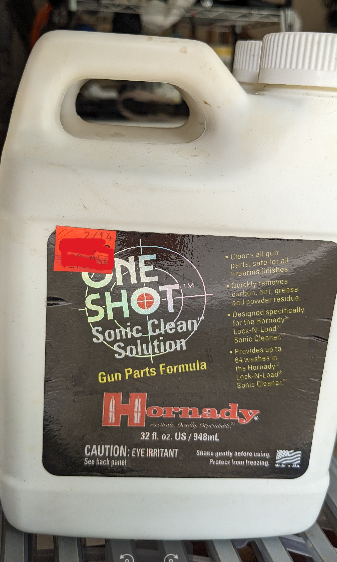 ONE
SHOT™
Sonic Clean™
Solution
Gun Parts Formula
• Cleans all gun
parts, safe for all
firearm finishes.
• Quickly removes
carbon, dirt, grease
and powder residue.
• Designed specifically
for the Hornady®
Lock-N-Load®
Sonic Cleaner.
• Provides up to
64 washes in
the Hornady®
Lock-N-Load®
Sonic Cleaner.
Hornady®
32 fl. oz. US / 948mL
CAUTION: EYE IRRITANT
See back panel
Shake gently before using.
Protect from freezing.